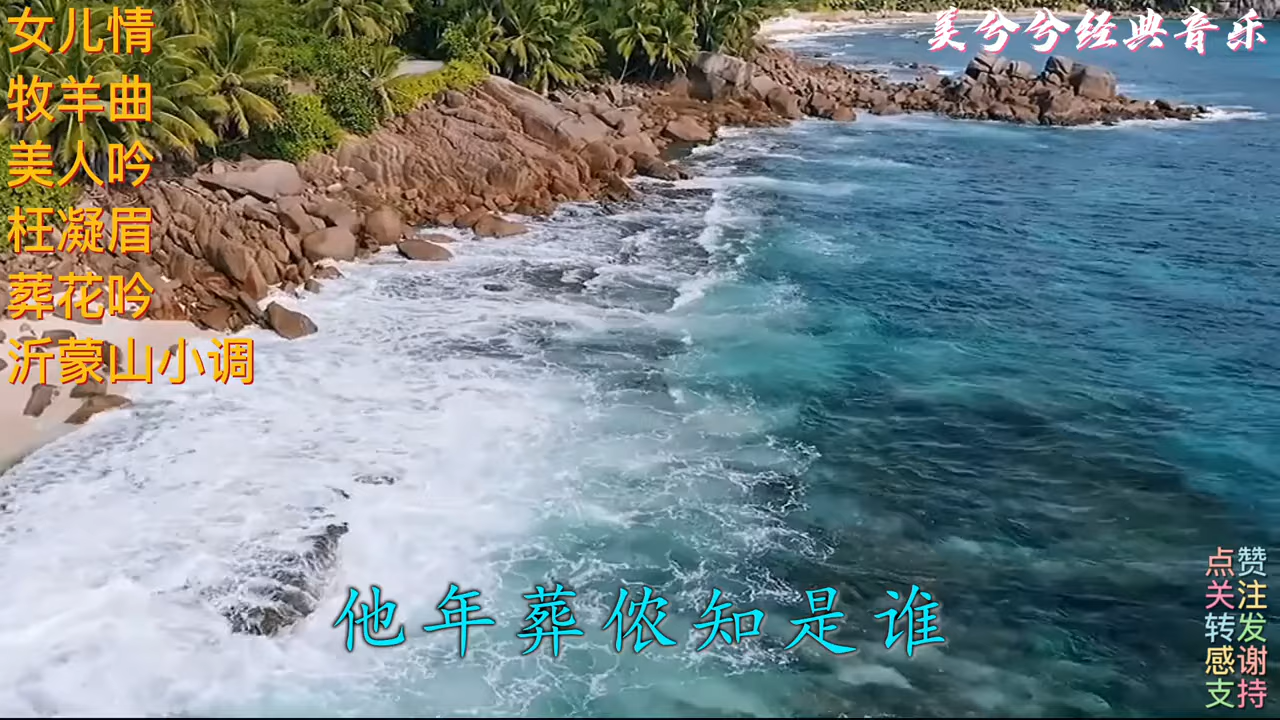 女儿情
牧羊曲
美人吟
枉凝眉
葬花吟
沂蒙山小调
美兮兮经典音乐
他年葬侬知是谁
点赞
关注
转发
感谢
支持